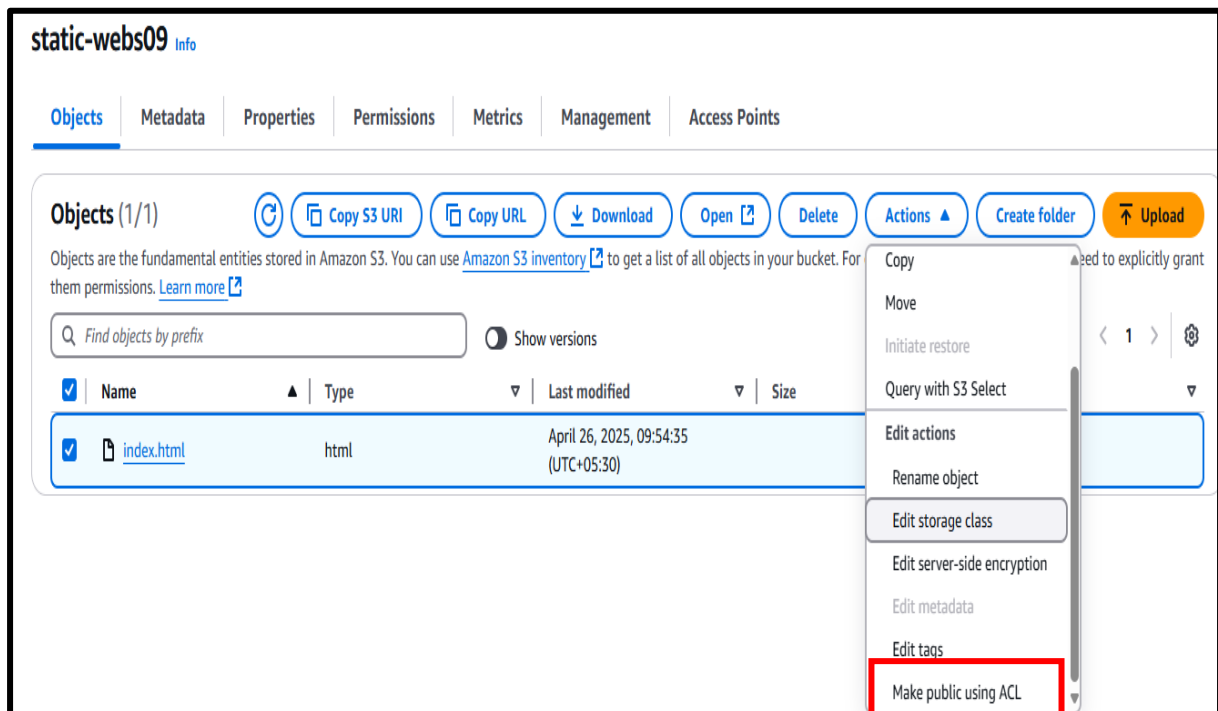 static-webs09 Info
Objects Metadata Properties Permissions Metrics Management Access Points
Objects (1/1) Copy S3 URI Copy URL Download Open Delete Actions Create folder Upload
Objects are the fundamental entities stored in Amazon S3. You can use Amazon S3 inventory to get a list of all objects in your bucket. For
to explicitly grant
them permissions. Learn more
Find objects by prefix
Show versions
1
Name Type Last modified Size
index.html html April 26, 2025, 09:54:35
(UTC+05:30)
Copy
Move
Initiate restore
Query with S3 Select
Edit actions
Rename object
Edit storage class
Edit server-side encryption
Edit metadata
Edit tags
Make public using ACL